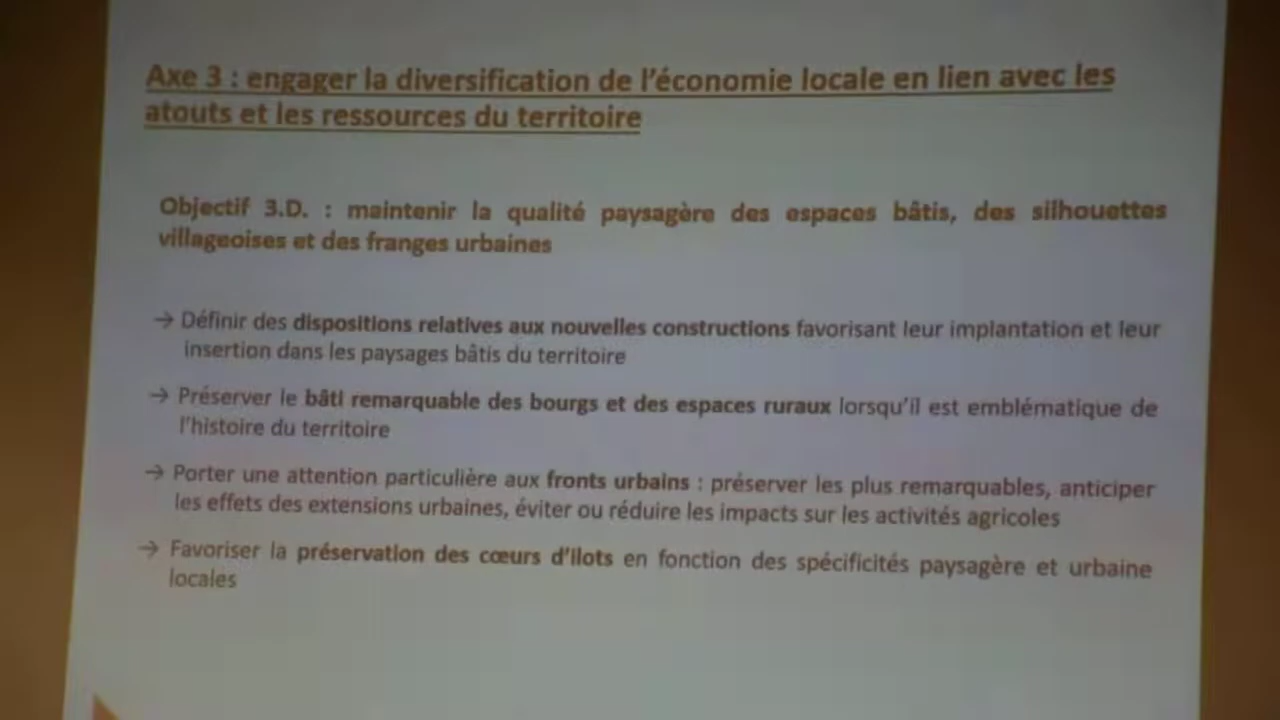 Axe 3 : engager la diversification de l'économie locale en lien avec les
atouts et les ressources du territoire
Objectif 3.D. : maintenir la qualité paysagère des espaces bâtis, des silhouettes
villageoises et des franges urbaines
→ Définir des dispositions relatives aux nouvelles constructions favorisant leur implantation et leur
insertion dans les paysages bâtis du territoire
→ Préserver le bâti remarquable des bourgs et des espaces ruraux lorsqu'il est emblématique de
l'histoire du territoire
→ Porter une attention particulière aux fronts urbains : préserver les plus remarquables, anticiper
les effets des extensions urbaines, éviter ou réduire les impacts sur les activités agricoles
→ Favoriser la préservation des cœurs d'ilots en fonction des spécificités paysagère et urbaine
locales